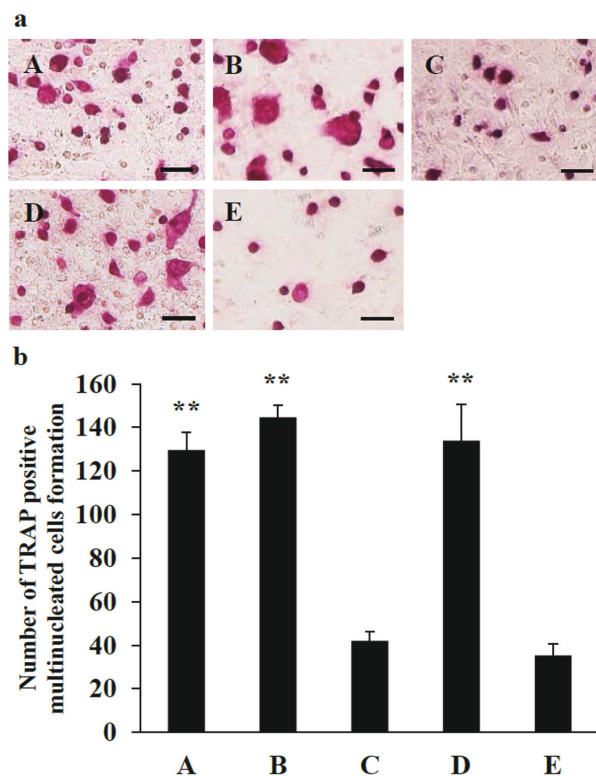 a
A B C
D E
b
Number of TRAP positive
multinucleated cells formation
160
140
120
100
80
60
40
20
0
** ** **
A B C D E